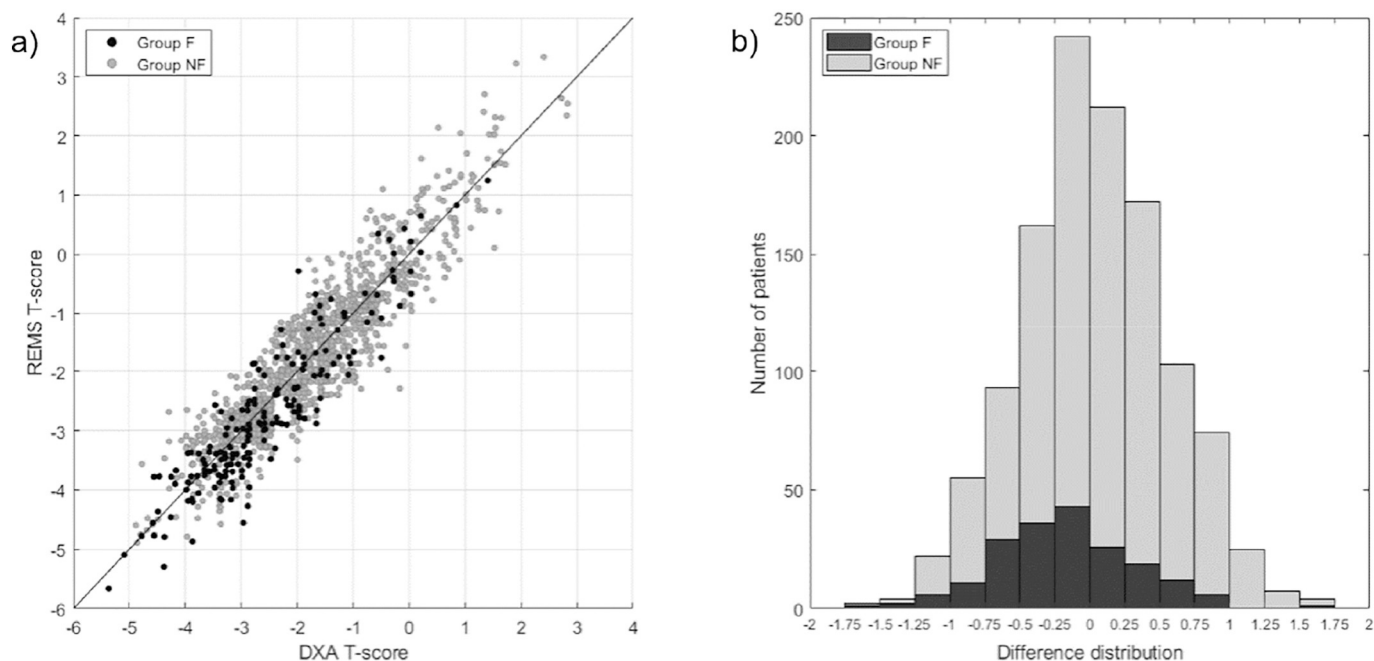 a)
4
3
2
1
0
-1
-2
-3
-4
-5
-6
REMS T-score
Group F
Group NF
-6 -5 -4 -3 -2 -1 0 1 2 3 4
DXA T-score
b)
250
200
150
100
50
0
Number of patients
Group F
Group NF
-2 -1.75 -1.5 -1.25 -1 -0.75 -0.5 -0.25 0 0.25 0.5 0.75 1 1.25 1.5 1.75 2
Difference distribution